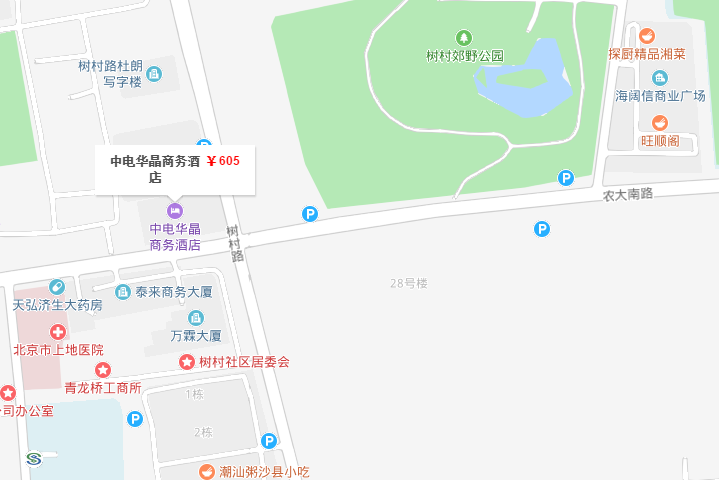 树村郊野公园
探厨精品湘菜
树村路杜朗
写字楼
海阔信商业广场
P
旺顺阁
中电华晶商务酒 ¥605
店
P
农大南路
P
中电华晶
商务酒店
树村路
P
28号楼
天弘济生大药房
泰来商务大厦
万霖大厦
北京市上地医院
树村社区居委会
青龙桥工商所
1栋
公司办公室
P
2栋
P
S
潮汕粥沙县小吃